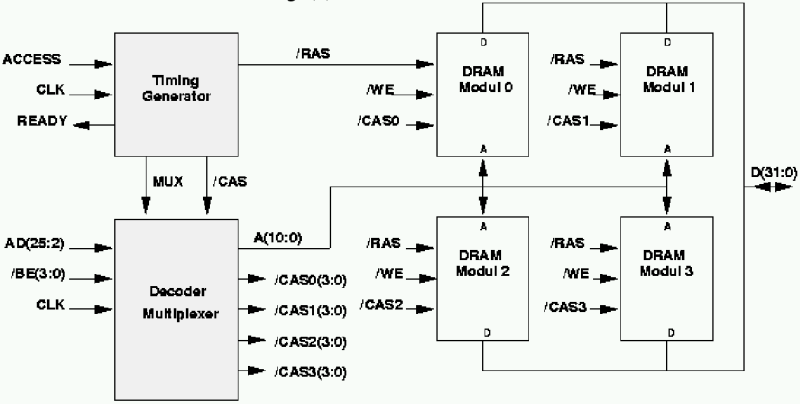 ACCESS
CLK
READY
Timing
Generator
/RAS
MUX
/CAS
AD(25:2)
/BE(3:0)
CLK
Decoder
Multiplexer
A(10:0)
/CAS0(3:0)
/CAS1(3:0)
/CAS2(3:0)
/CAS3(3:0)
D
DRAM
Modul 0
/WE
/CAS0
A
D
/RAS
DRAM
Modul 1
/WE
/CAS1
A
D(31:0)
A
/RAS
DRAM
Modul 2
/WE
/CAS2
D
A
/RAS
DRAM
Modul 3
/WE
/CAS3
D